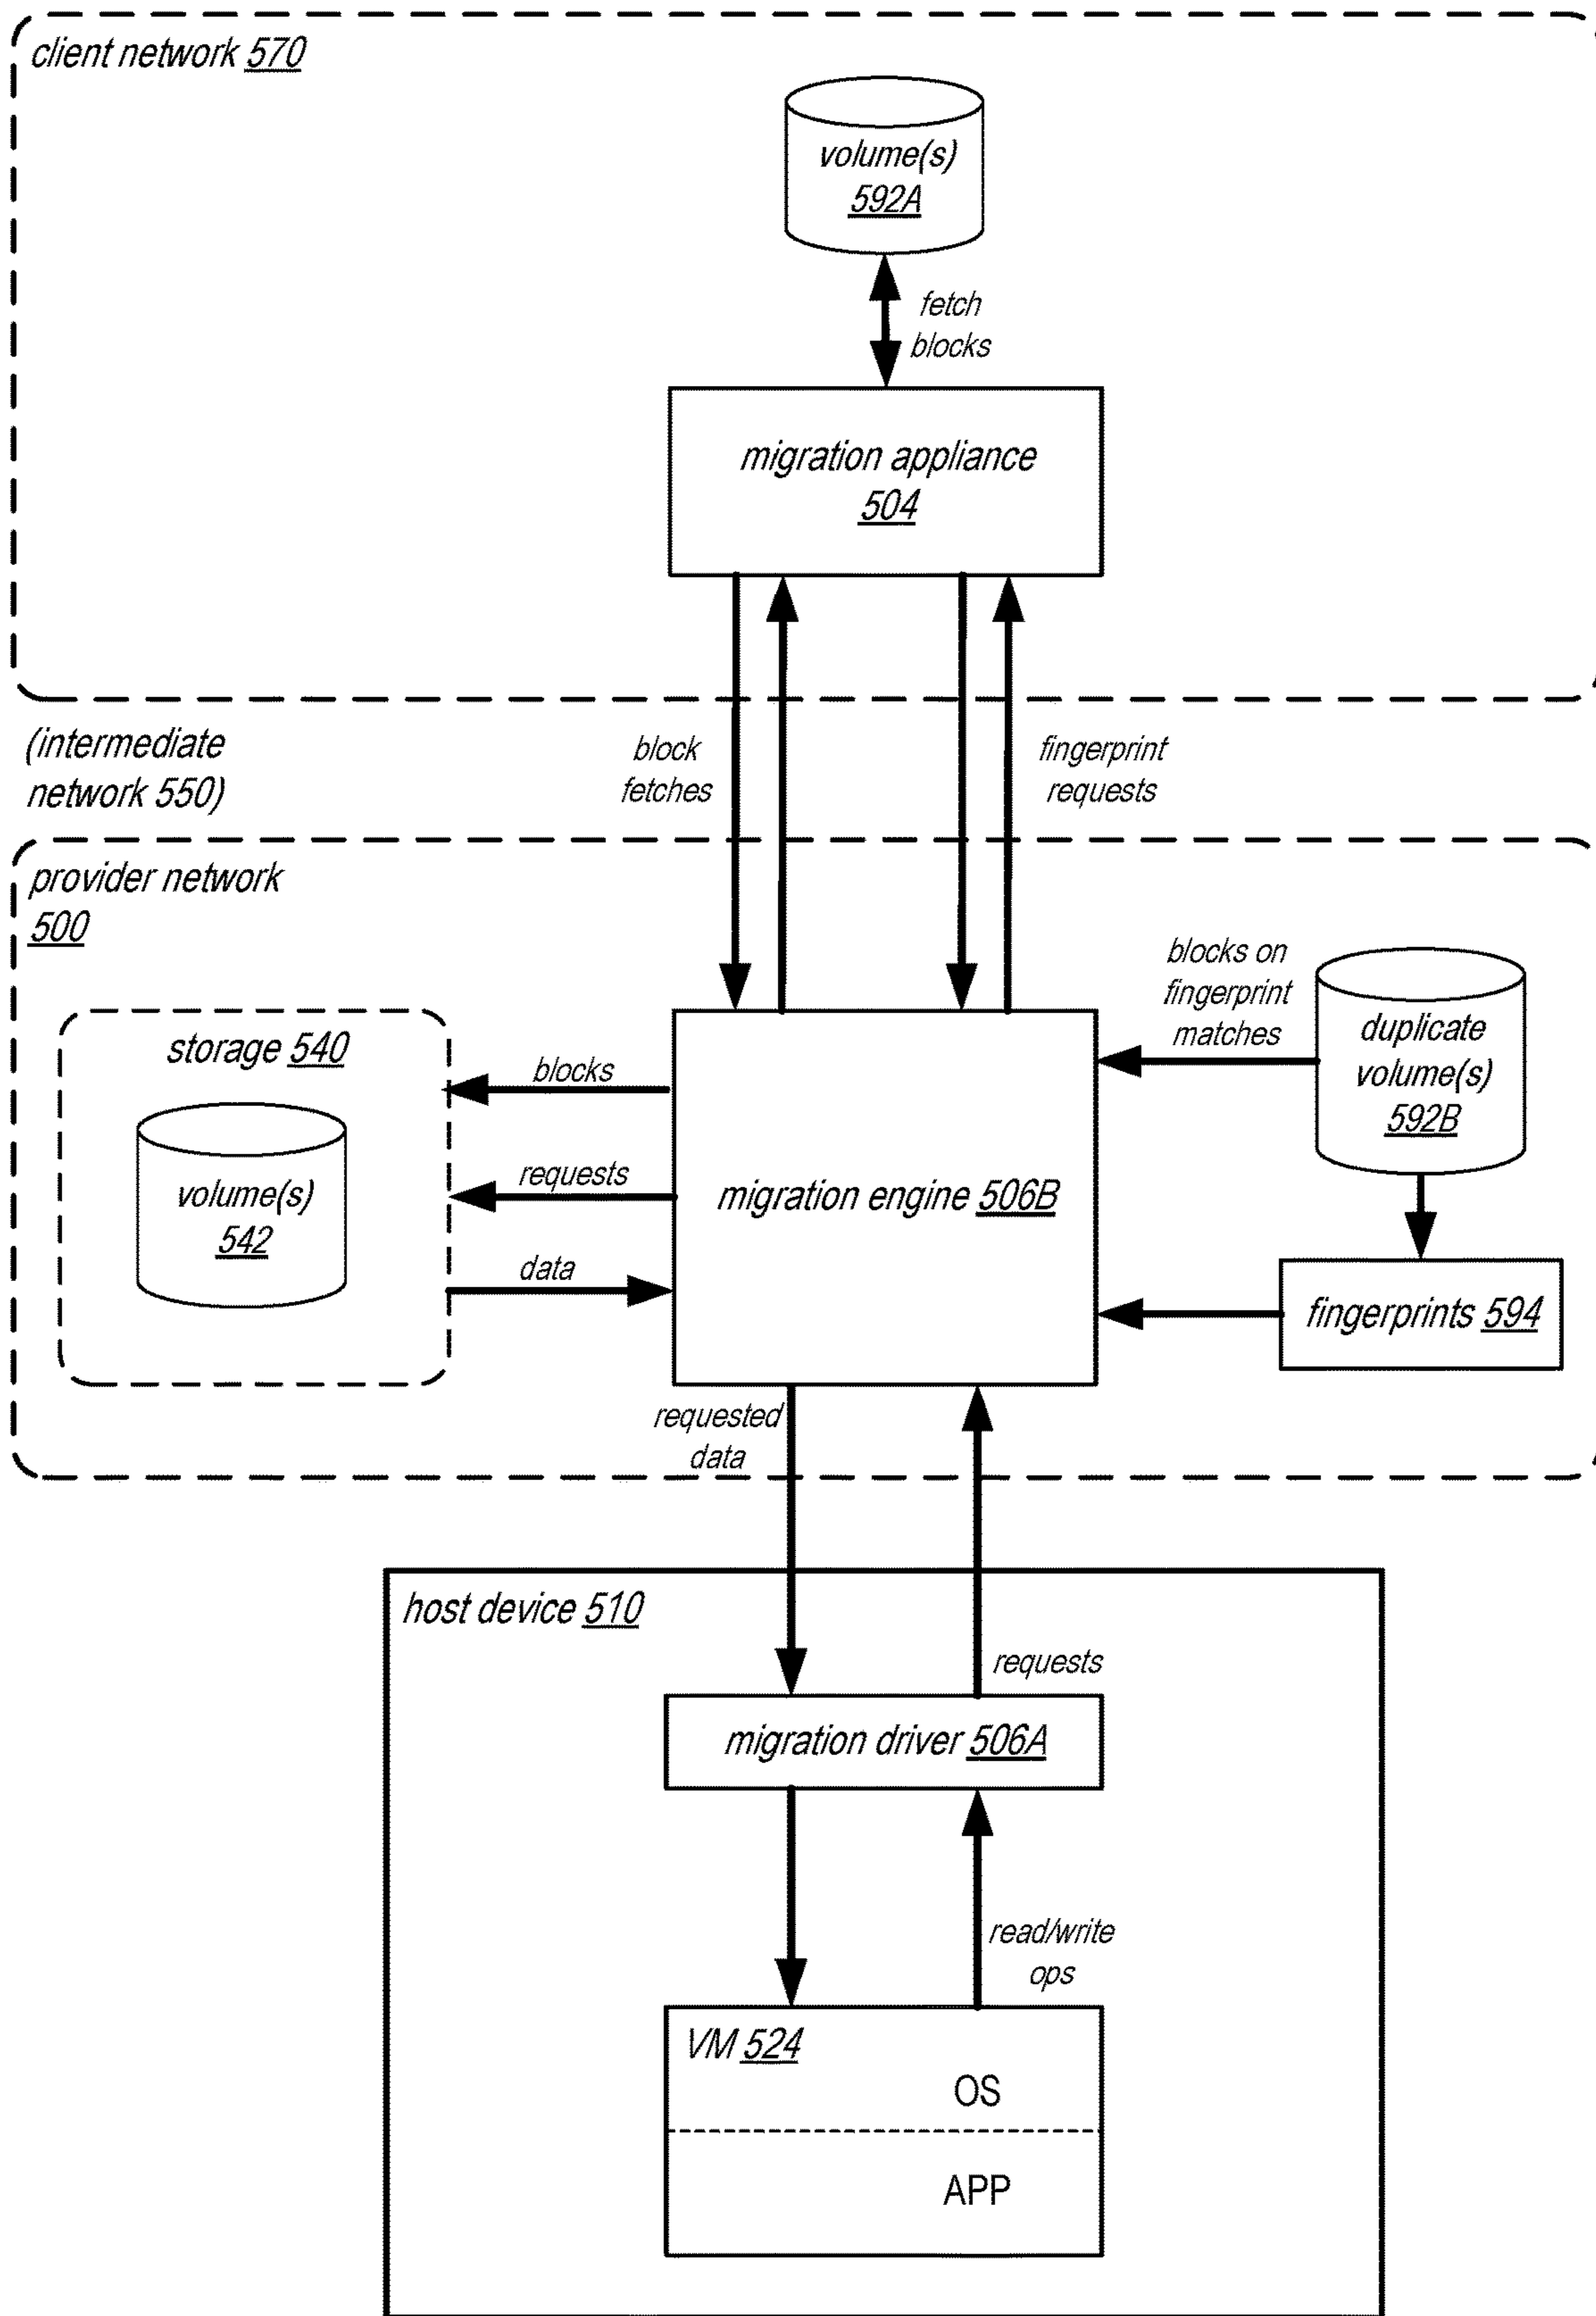 client network 570
volume(s)
592A
fetch
blocks
migration appliance
504
(intermediate
network 550)
block
fetches
fingerprint
requests
provider network
500
blocks on
fingerprint
matches
storage 540
duplicate
volume(s)
592B
blocks
volume(s)
542
requests
migration engine 506B
data
fingerprints 594
requested
data
host device 510
requests
migration driver 506A
read/write
ops
VM 524
OS
APP